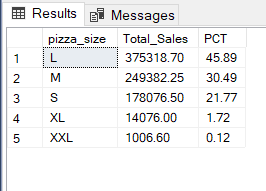 Results Messages
pizza_size Total_Sales PCT
1 L 375318.70 45.89
2 M 249382.25 30.49
3 S 178076.50 21.77
4 XL 14076.00 1.72
5 XXL 1006.60 0.12